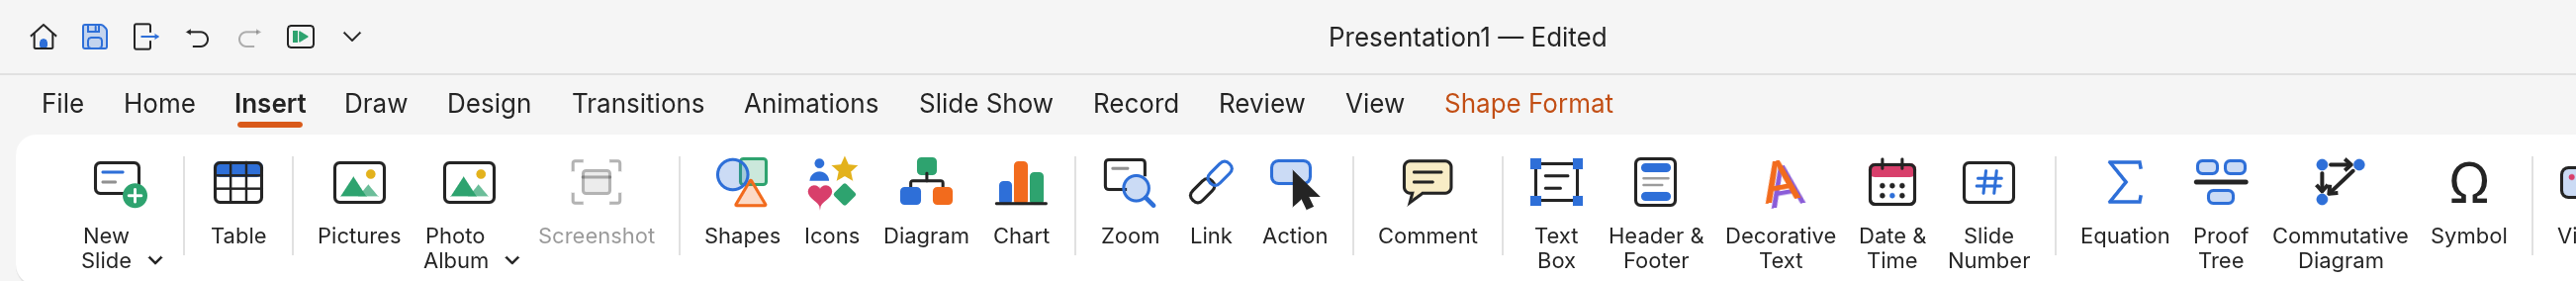 Presentation1 — Edited
File Home Insert Draw Design Transitions Animations Slide Show Record Review View Shape Format
New Slide
Table
Pictures
Photo Album
Screenshot
Shapes
Icons
Diagram
Chart
Zoom
Link
Action
Comment
Text Box
Header & Footer
Decorative Text
Date & Time
Slide Number
Equation
Proof Tree
Commutative Diagram
Symbol